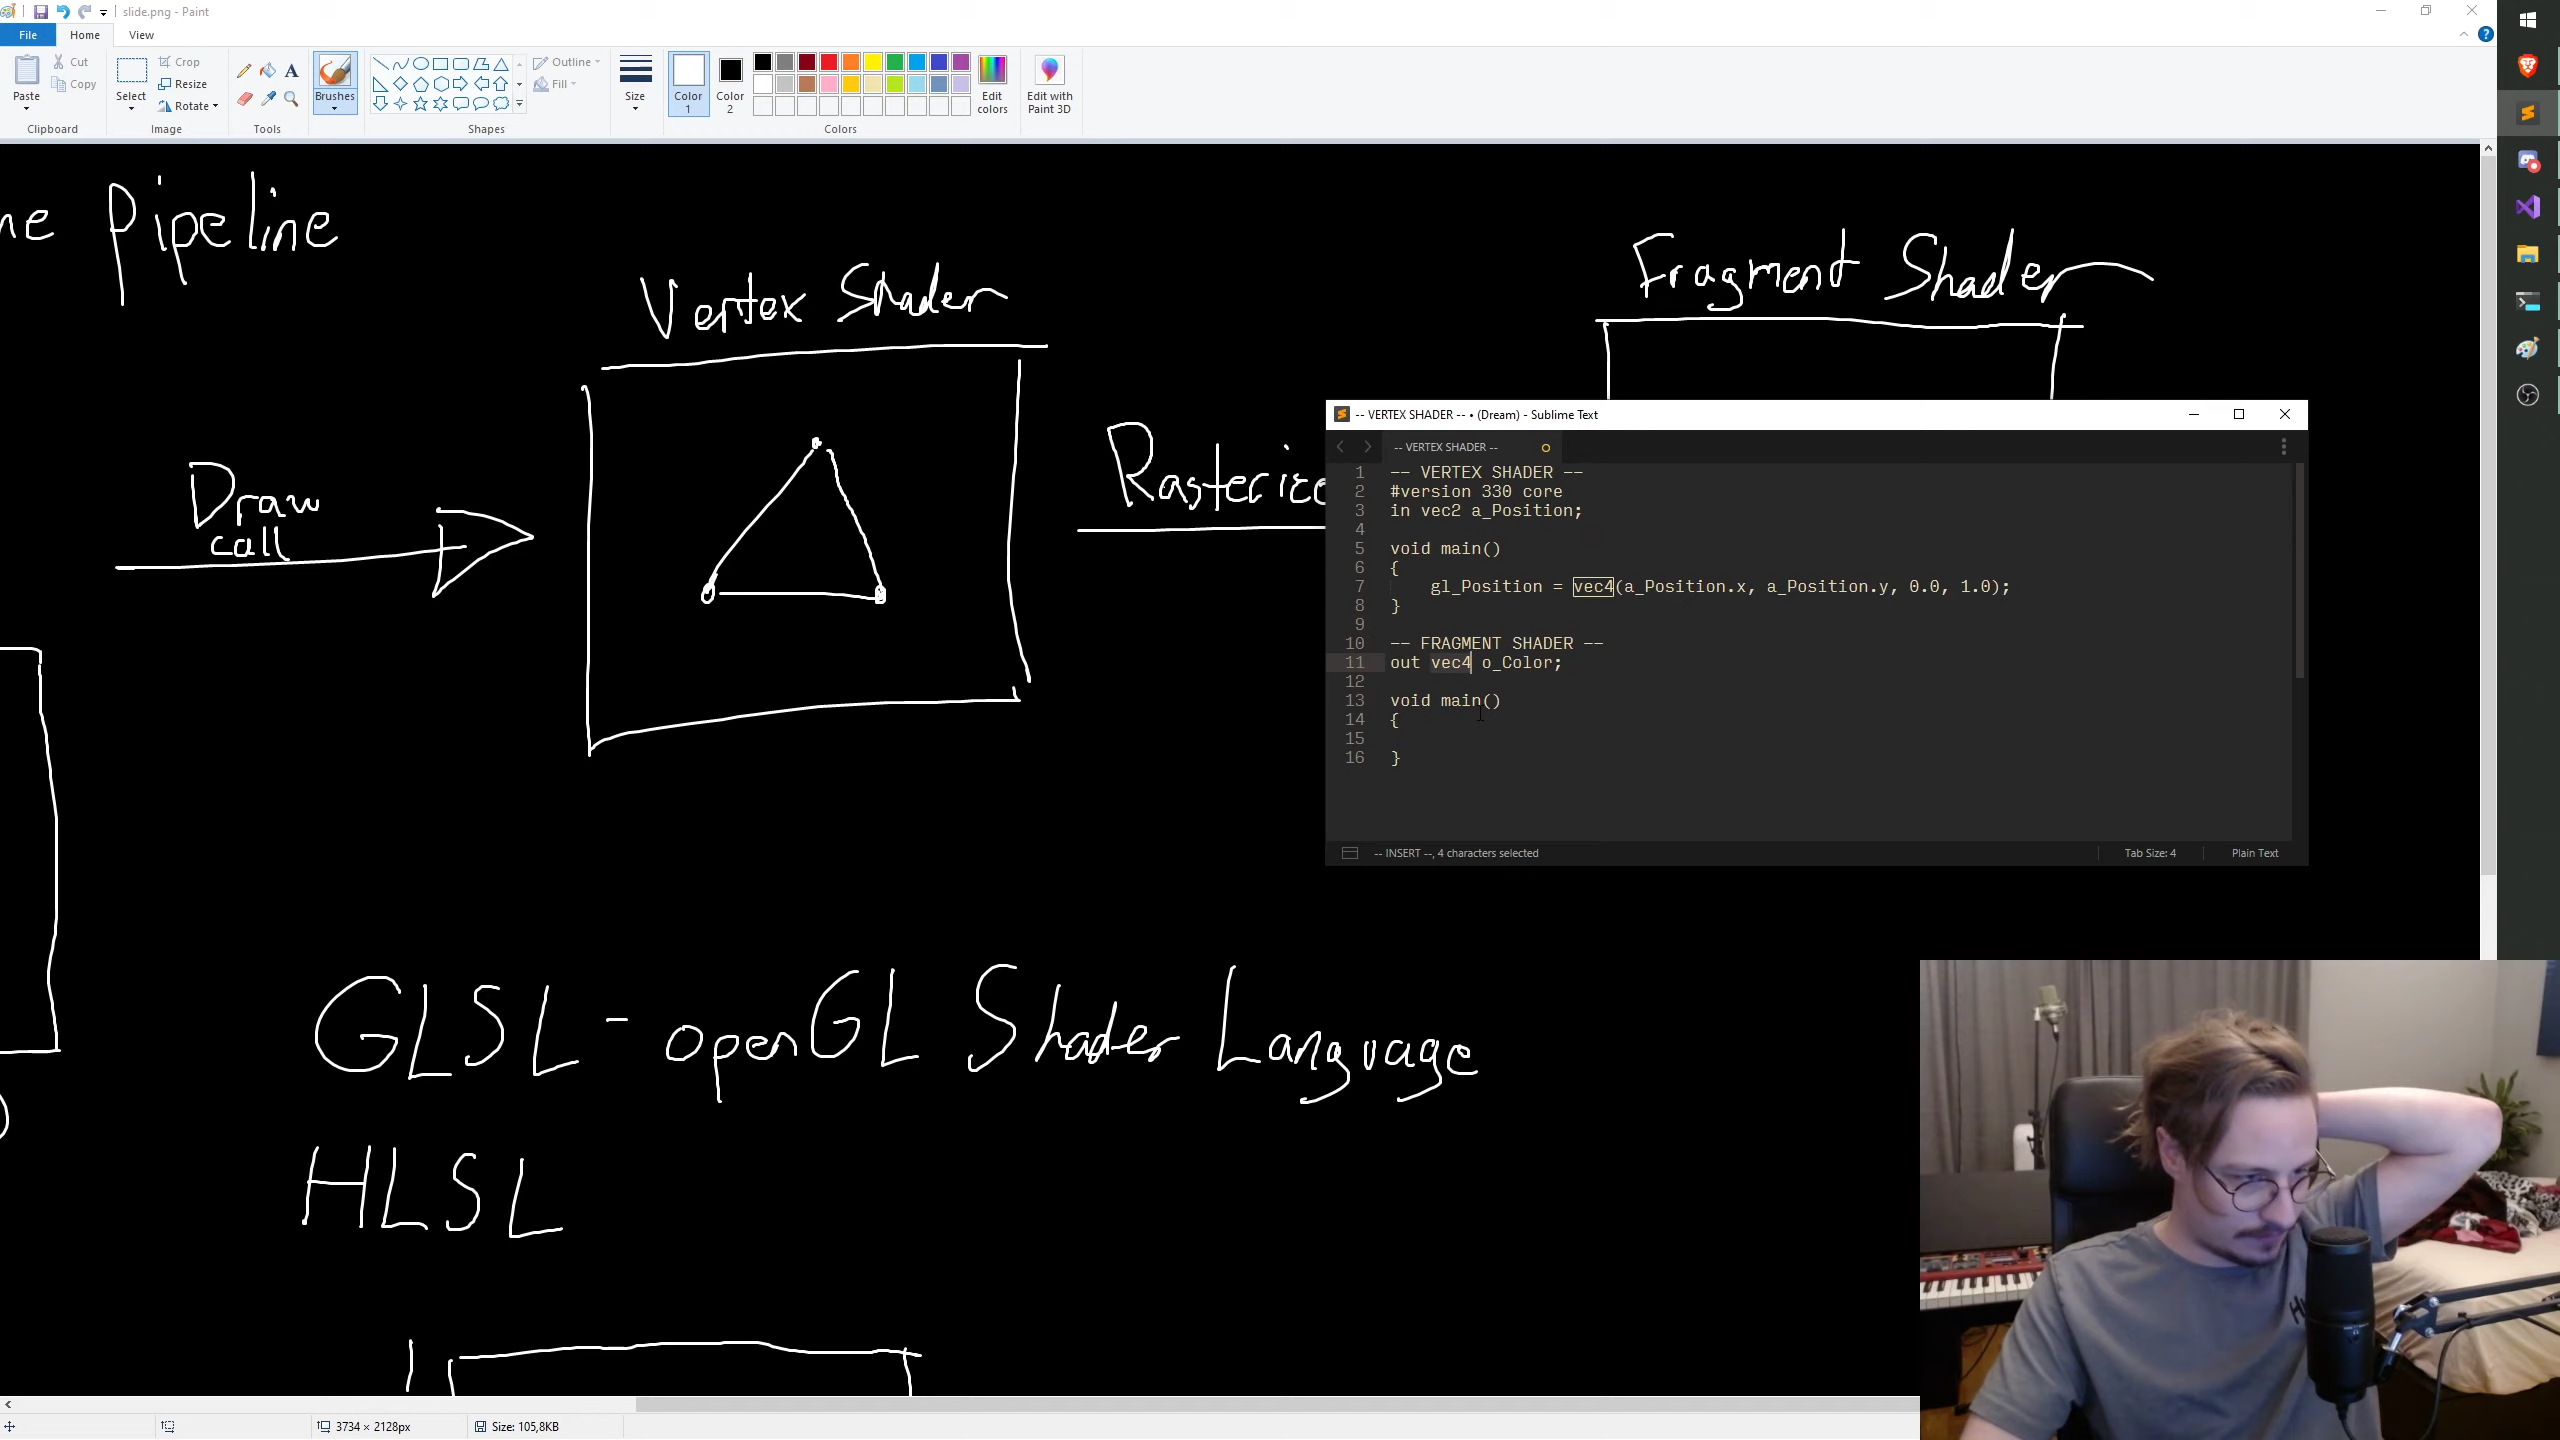 slide.png - Paint
File Home View
Paste
Cut
Copy
Clipboard
Select
Crop
Resize
Rotate
Image
Tools
Brushes
Shapes
Outline
Fill
Size
Color 1
Color 2
Edit colors
Colors
Edit with Paint 3D
ne Pipeline
Vertex Shader
Fragment Shader
Draw call
Rasterize
-- VERTEX SHADER -- • (Dream) - Sublime Text
-- VERTEX SHADER --
1 -- VERTEX SHADER --
2 #version 330 core
3 in vec2 a_Position;
4
5 void main()
6 {
7 gl_Position = vec4(a_Position.x, a_Position.y, 0.0, 1.0);
8 }
9
10 -- FRAGMENT SHADER --
11 out vec4 o_Color;
12
13 void main()
14 {
15
16 }
-- INSERT --, 4 characters selected
Tab Size: 4
Plain Text
GLSL - openGL Shader Language
HLSL
3734 × 2128px
Size: 105,8KB